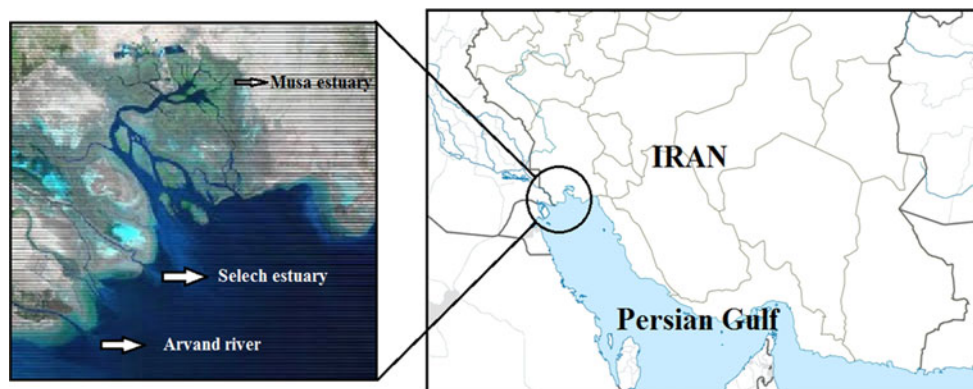 Musa estuary
Selech estuary
Arvand river
IRAN
Persian Gulf